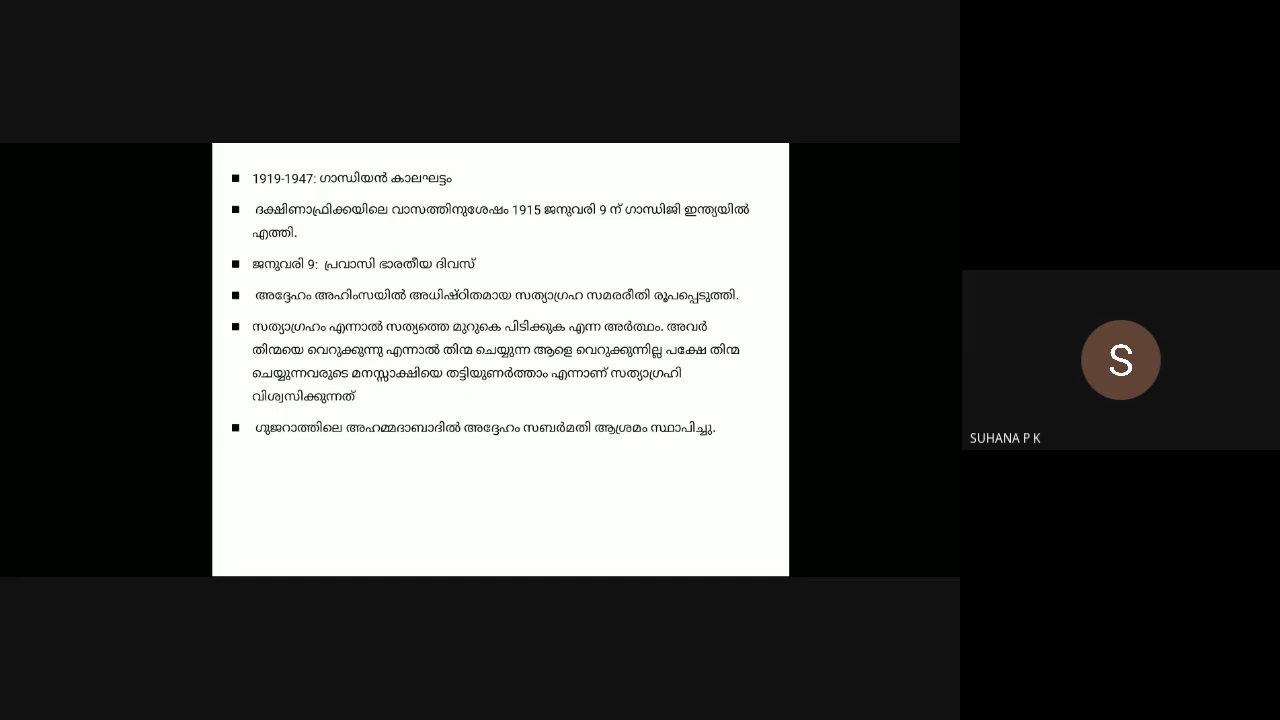 ■ 1919-1947: ഗാന്ധിയൻ കാലഘട്ടം
■ ദക്ഷിണാഫ്രിക്കയിലെ വാസത്തിനുശേഷം 1915 ജനുവരി 9 ന് ഗാന്ധിജി ഇന്ത്യയിൽ
എത്തി.
■ ജനുവരി 9: പ്രവാസി ഭാരതീയ ദിവസ്
■ അദ്ദേഹം അഹിംസയിൽ അധിഷ്ഠിതമായ സത്യാഗ്രഹ സമരരീതി രൂപപ്പെടുത്തി.
■ സത്യാഗ്രഹം എന്നാൽ സത്യത്തെ മുറുകെ പിടിക്കുക എന്ന അർത്ഥം. അവർ
തിന്മയെ വെറുക്കുന്നു എന്നാൽ തിന്മ ചെയ്യുന്ന ആളെ വെറുക്കുന്നില്ല പക്ഷേ തിന്മ
ചെയ്യുന്നവരുടെ മനസ്സാക്ഷിയെ തട്ടിയുണർത്താം എന്നാണ് സത്യാഗ്രഹി
വിശ്വസിക്കുന്നത്
■ ഗുജറാത്തിലെ അഹമ്മദാബാദിൽ അദ്ദേഹം സബർമതി ആശ്രമം സ്ഥാപിച്ചു.
S
SUHANA P K